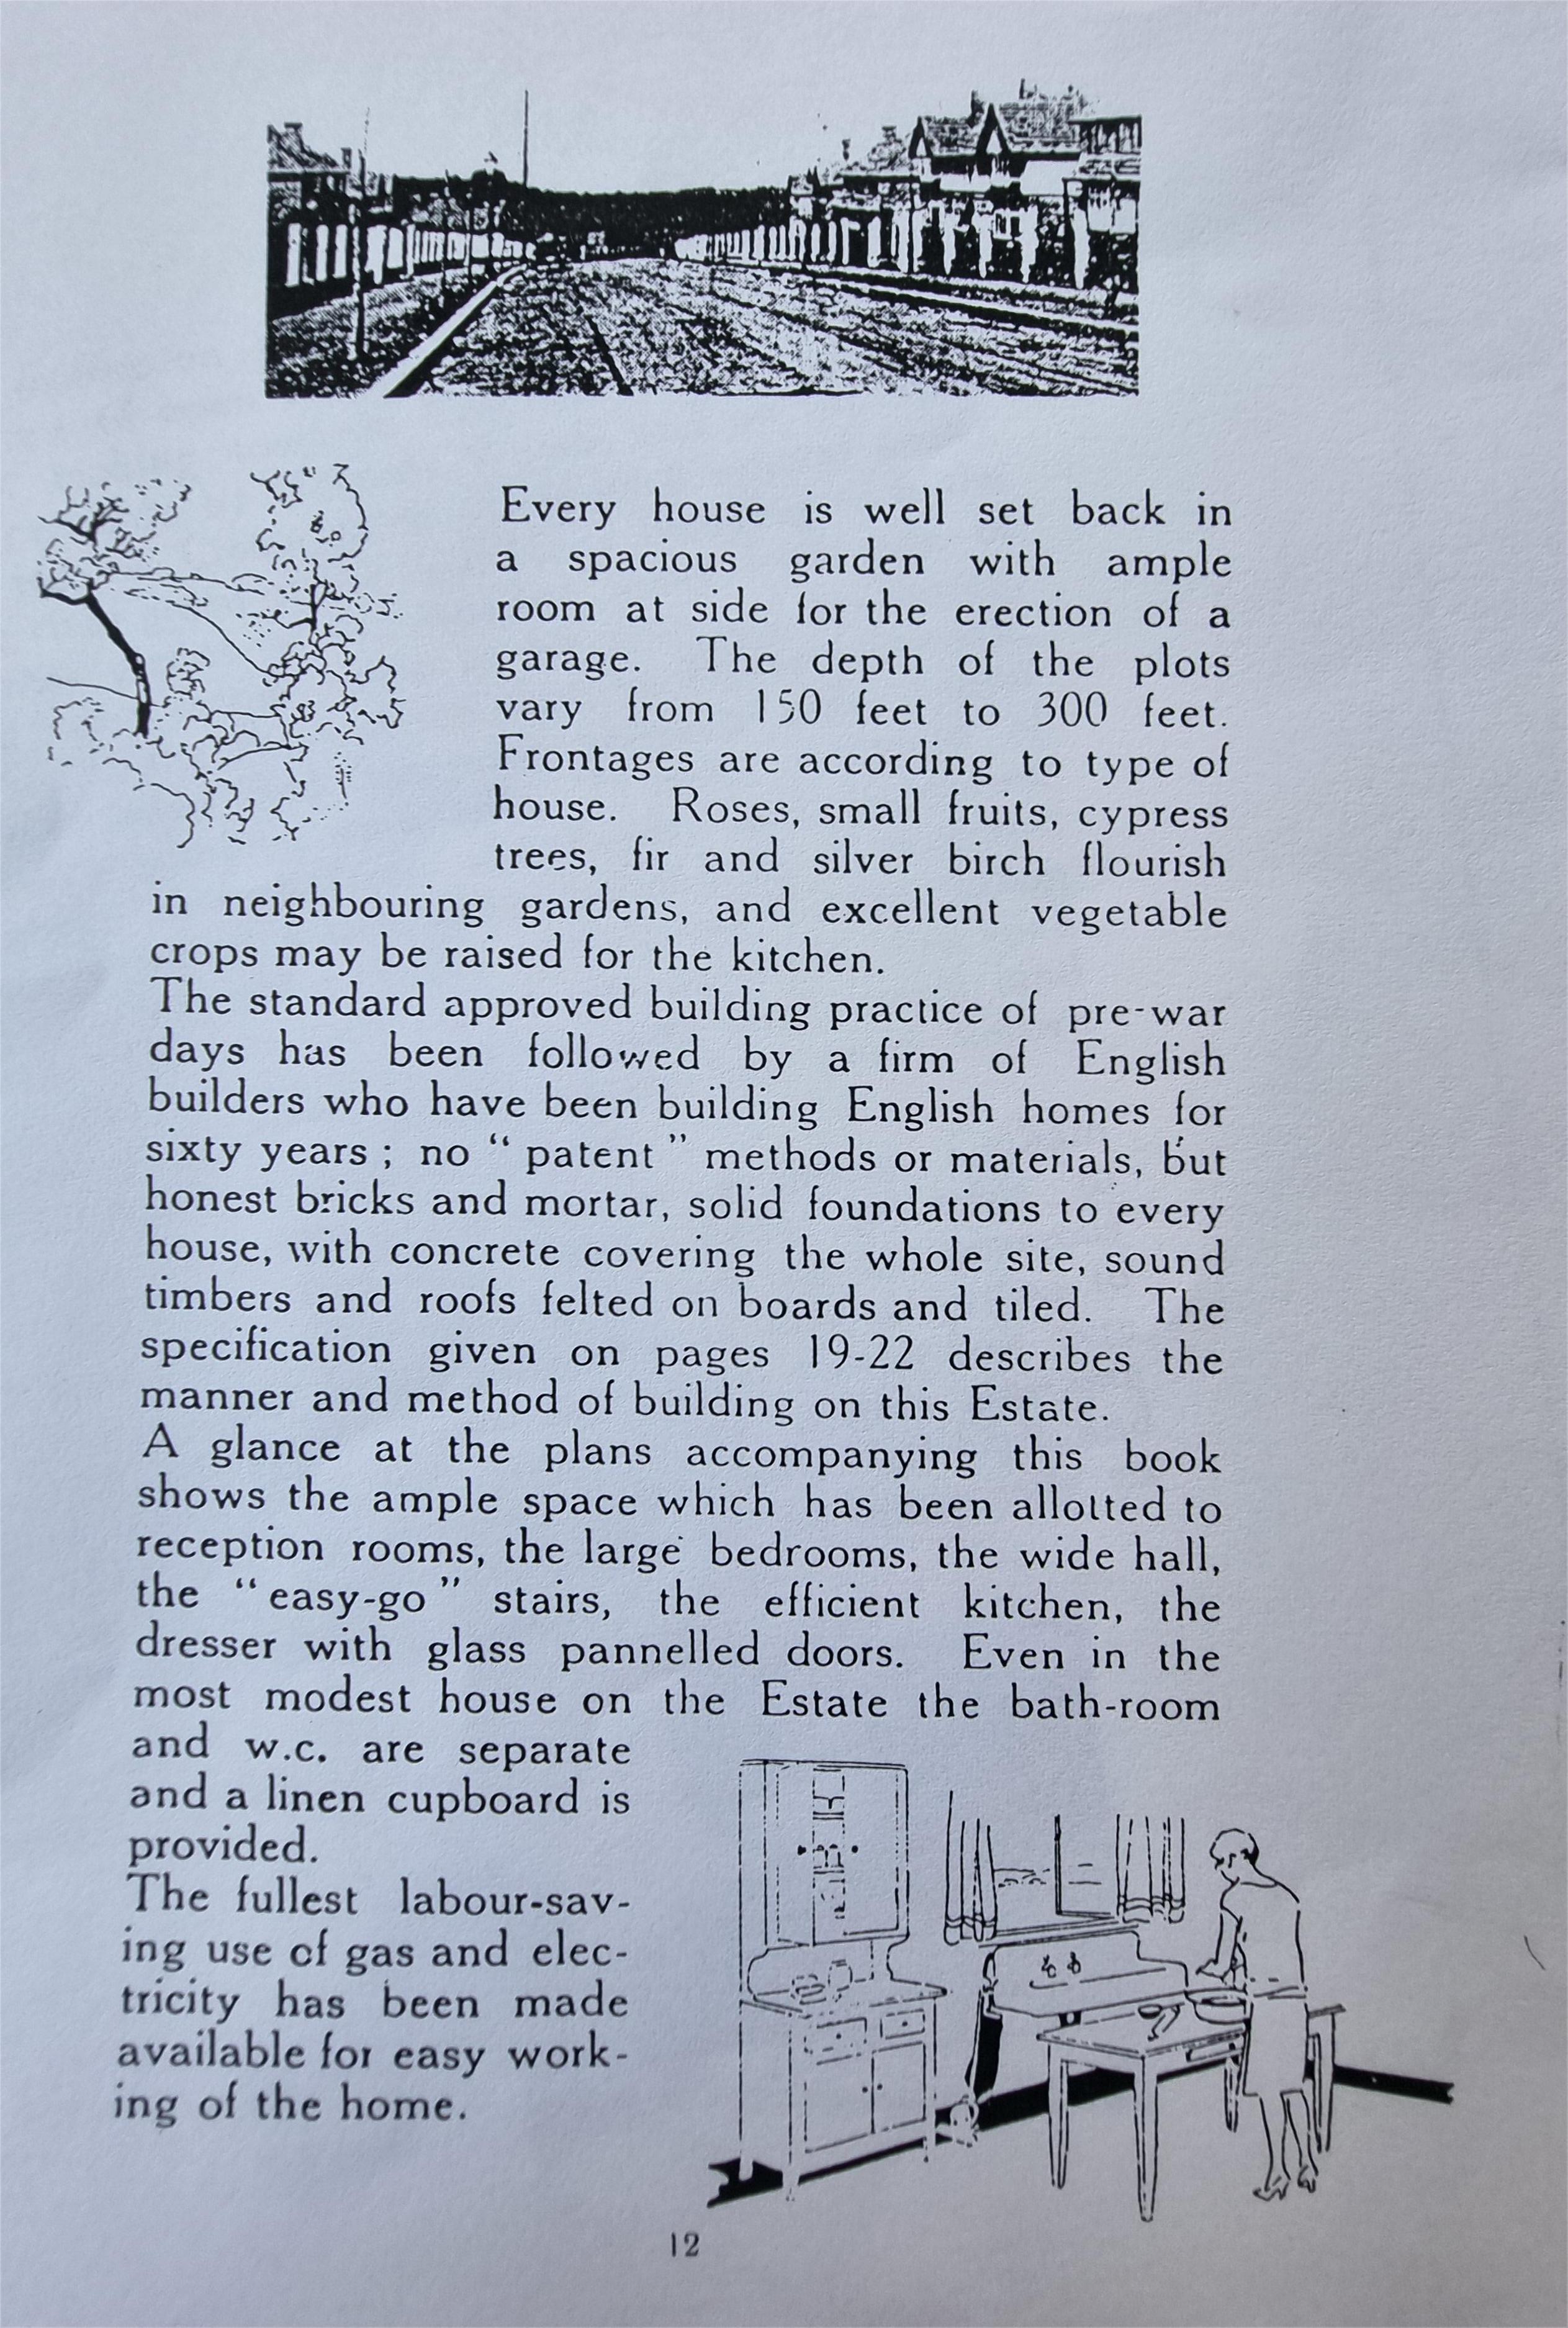 Every house is well set back in
a spacious garden with ample
room at side for the erection of a
garage. The depth of the plots
vary from 150 feet to 300 feet.
Frontages are according to type of
house. Roses, small fruits, cypress
trees, fir and silver birch flourish
in neighbouring gardens, and excellent vegetable
crops may be raised for the kitchen.
The standard approved building practice of pre-war
days has been followed by a firm of English
builders who have been building English homes for
sixty years ; no “ patent ” methods or materials, but
honest bricks and mortar, solid foundations to every
house, with concrete covering the whole site, sound
timbers and roofs felted on boards and tiled. The
specification given on pages 19-22 describes the
manner and method of building on this Estate.
A glance at the plans accompanying this book
shows the ample space which has been allotted to
reception rooms, the large bedrooms, the wide hall,
the “ easy-go ” stairs, the efficient kitchen, the
dresser with glass pannelled doors. Even in the
most modest house on the Estate the bath-room
and w.c. are separate
and a linen cupboard is
provided.
The fullest labour-sav-
ing use of gas and elec-
tricity has been made
available for easy work-
ing of the home.
12